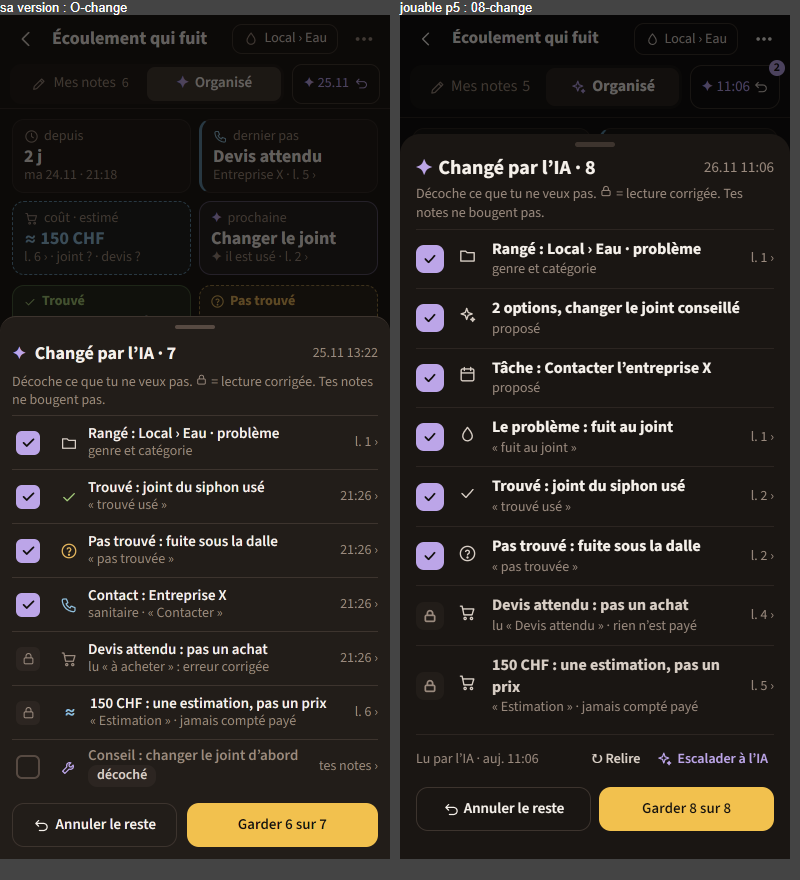 sa version : O-change
Écoulement qui fuit
Local › Eau
Mes notes 6
Organisé
25.11
depuis
2 j
ma 24.11 · 21:18
dernier pas
Devis attendu
Entreprise X · l. 5 ›
coût · estimé
≈ 150 CHF
l. 6 › · joint ? · devis ?
prochaine
Changer le joint
il est usé · l. 2 ›
Trouvé
Pas trouvé
Changé par l’IA · 7
25.11 13:22
Décoche ce que tu ne veux pas. = lecture corrigée. Tes notes
ne bougent pas.
Rangé : Local › Eau · problème
genre et catégorie
l. 1 ›
Trouvé : joint du siphon usé
« trouvé usé »
21:26 ›
Pas trouvé : fuite sous la dalle
« pas trouvée »
21:26 ›
Contact : Entreprise X
sanitaire · « Contacter »
21:26 ›
Devis attendu : pas un achat
lu « à acheter » : erreur corrigée
21:26 ›
≈ 150 CHF : une estimation, pas un prix
« Estimation » · jamais compté payé
l. 6 ›
Conseil : changer le joint d’abord
décoché
tes notes ›
Annuler le reste
Garder 6 sur 7
jouable p5 : 08-change
Écoulement qui fuit
Local › Eau
Mes notes 5
Organisé
11:06
2
Changé par l’IA · 8
26.11 11:06
Décoche ce que tu ne veux pas. = lecture corrigée. Tes
notes ne bougent pas.
Rangé : Local › Eau · problème
genre et catégorie
l. 1 ›
2 options, changer le joint conseillé
proposé
Tâche : Contacter l’entreprise X
proposé
Le problème : fuit au joint
« fuit au joint »
l. 1 ›
Trouvé : joint du siphon usé
« trouvé usé »
l. 2 ›
Pas trouvé : fuite sous la dalle
« pas trouvée »
l. 2 ›
Devis attendu : pas un achat
lu « Devis attendu » · rien n’est payé
l. 4 ›
150 CHF : une estimation, pas un
prix
« Estimation » · jamais compté payé
l. 5 ›
Lu par l’IA · auj. 11:06
↻ Relire
Escalader à l’IA
Annuler le reste
Garder 8 sur 8